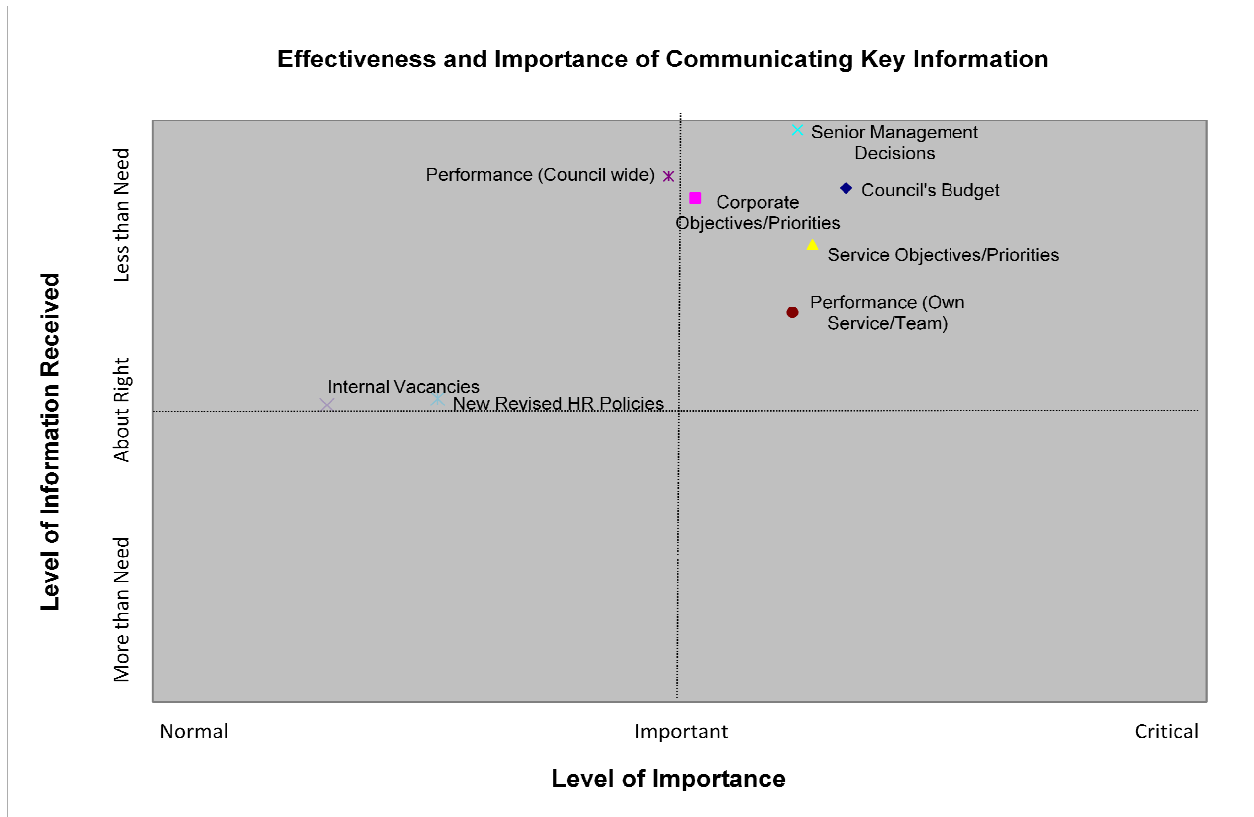 Effectiveness and Importance of Communicating Key Information
Level of Information Received
Less than Need
About Right
More than Need
Senior Management
Decisions
Performance (Council wide)
Council's Budget
Corporate
Objectives/Priorities
Service Objectives/Priorities
Performance (Own
Service/Team)
Internal Vacancies
New Revised HR Policies
Normal
Important
Critical
Level of Importance